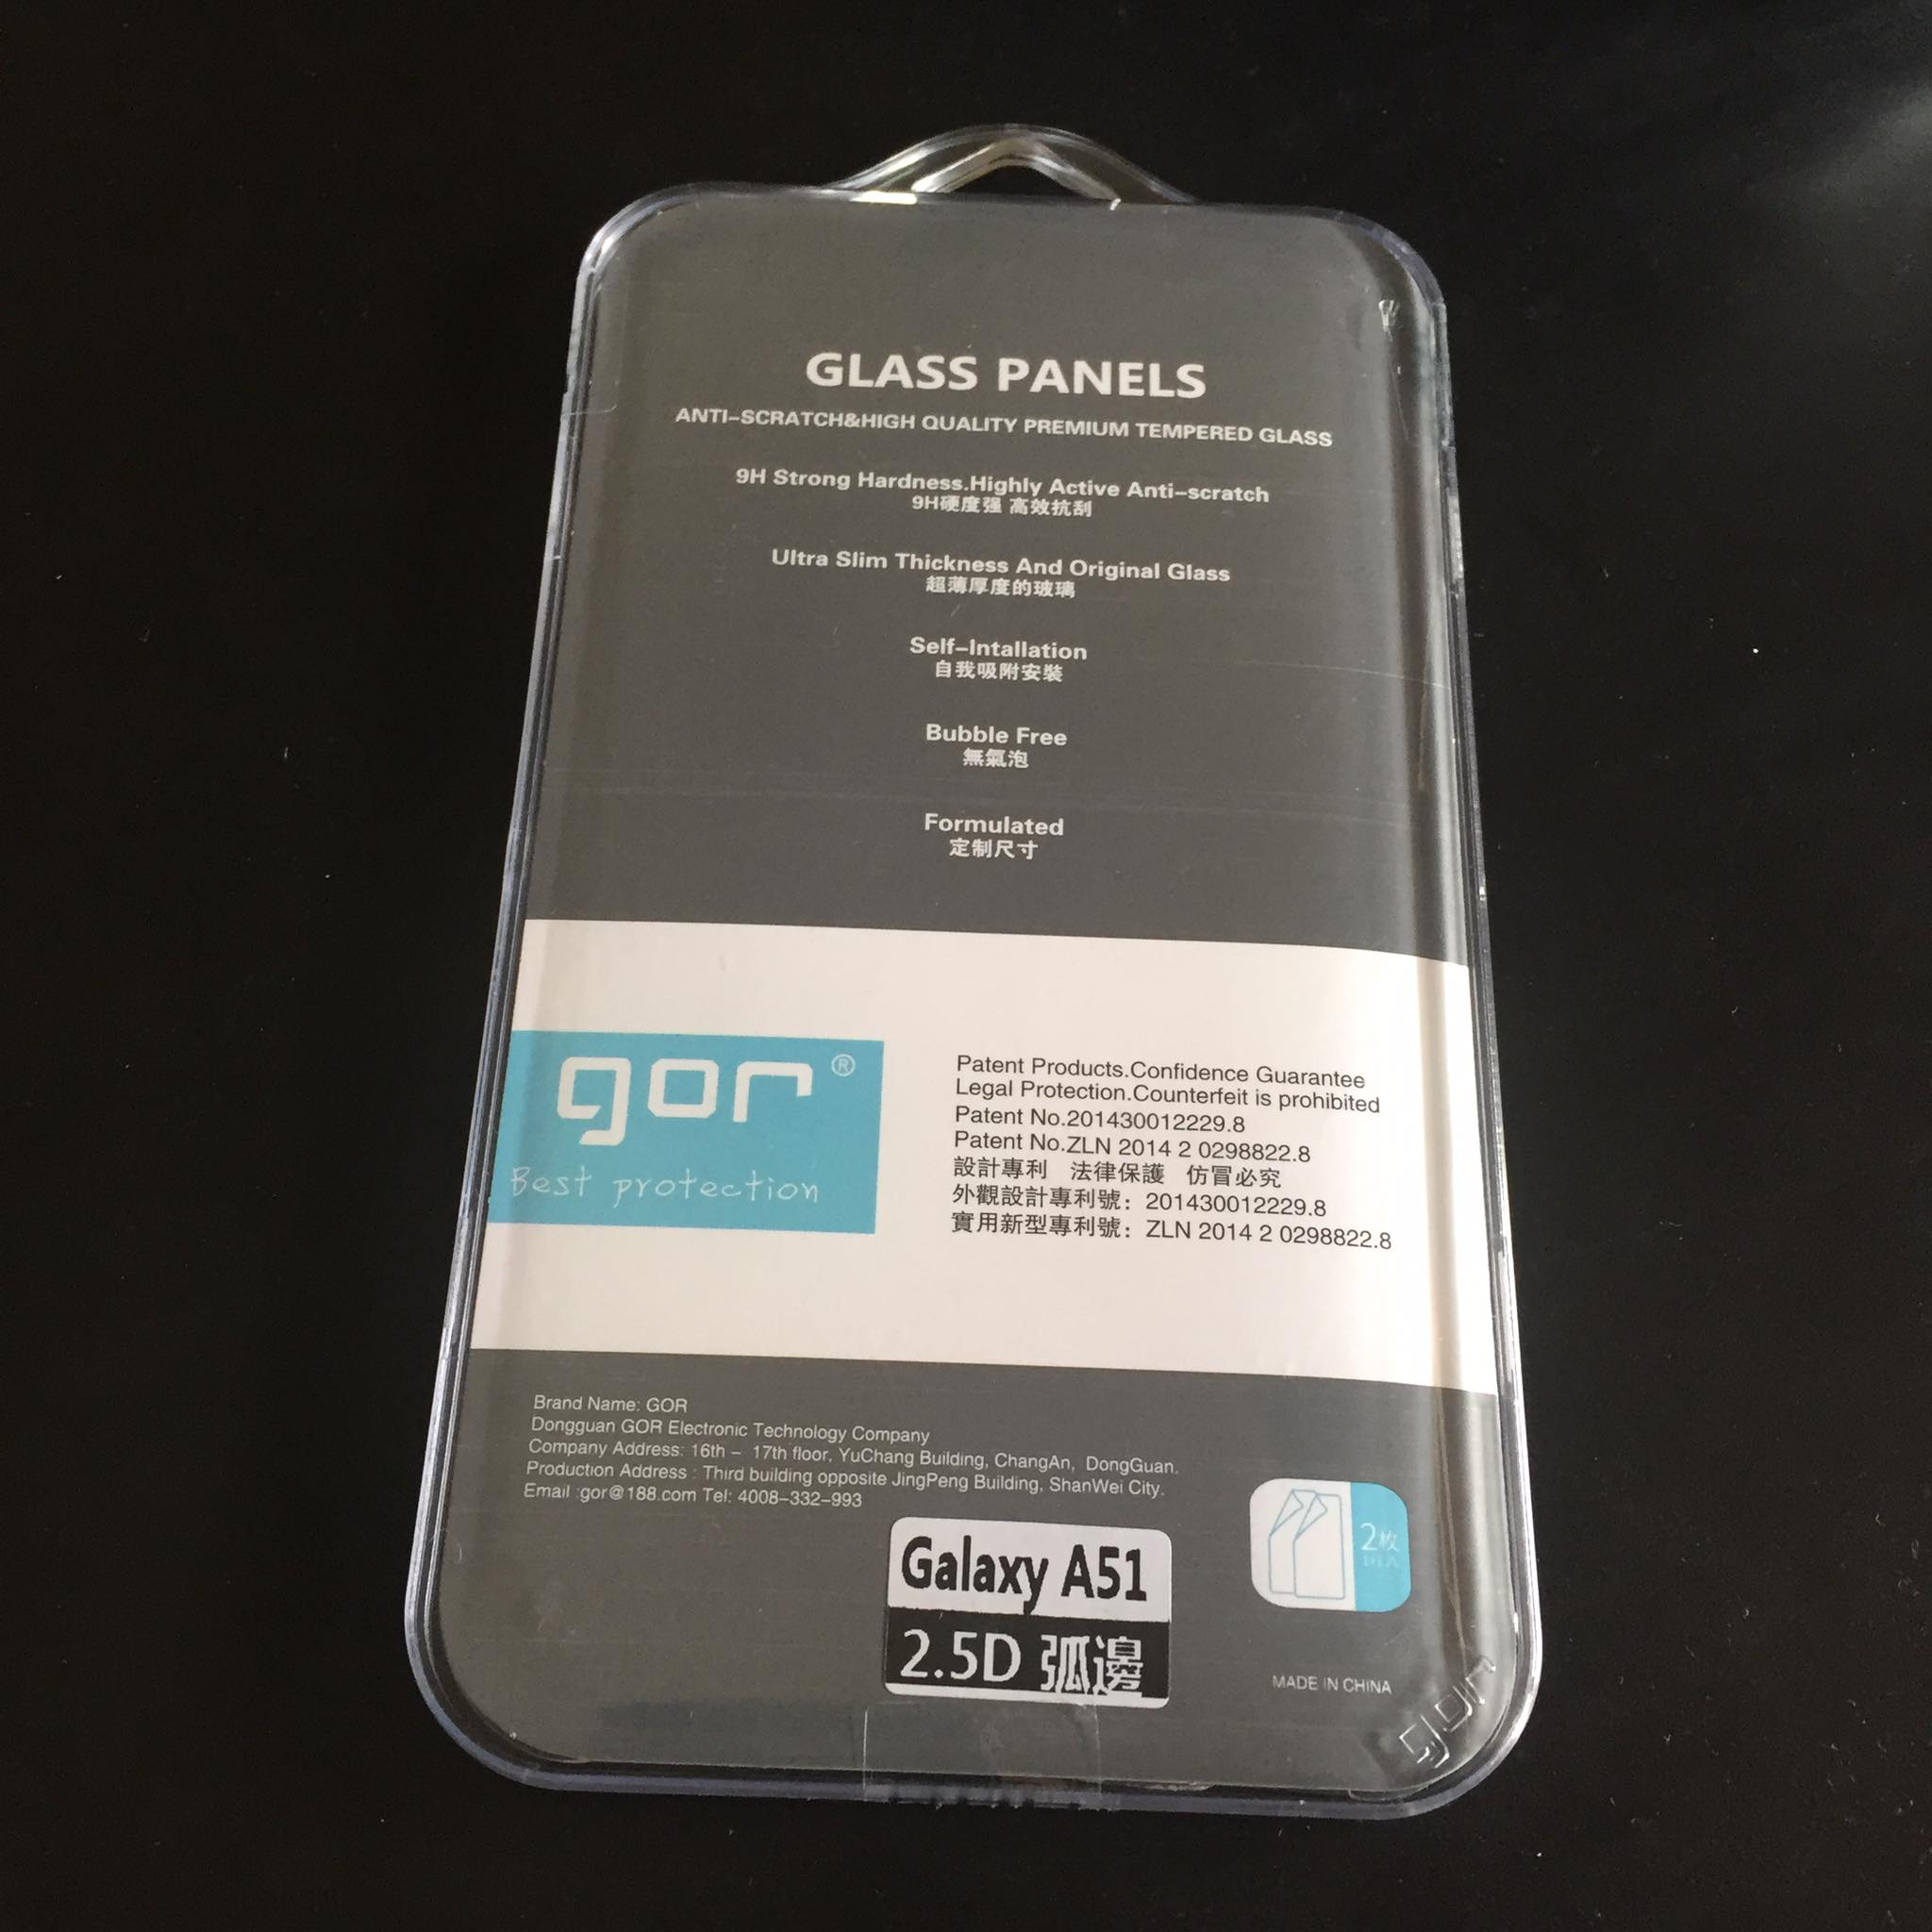 GLASS PANELS
ANTI-SCRATCH&HIGH QUALITY PREMIUM TEMPERED GLASS
9H Strong Hardness.Highly Active Anti-scratch
9H硬度强 高效抗刮
Ultra Slim Thickness And Original Glass
超薄厚度的玻璃
Self-Intallation
自我吸附安裝
Bubble Free
無氣泡
Formulated
定制尺寸
gor®
Best protection
Patent Products.Confidence Guarantee
Legal Protection.Counterfeit is prohibited
Patent No.201430012229.8
Patent No.ZLN 2014 2 0298822.8
設計專利 法律保護 仿冒必究
外觀設計專利號：201430012229.8
實用新型專利號：ZLN 2014 2 0298822.8
Brand Name: GOR
Dongguan GOR Electronic Technology Company
Company Address: 16th - 17th floor, YuChang Building, ChangAn, DongGuan.
Production Address : Third building opposite JingPeng Building, ShanWei City.
Email :gor@188.com Tel: 4008-332-993
Galaxy A51
2.5D 弧邊
2枚
MADE IN CHINA
gor